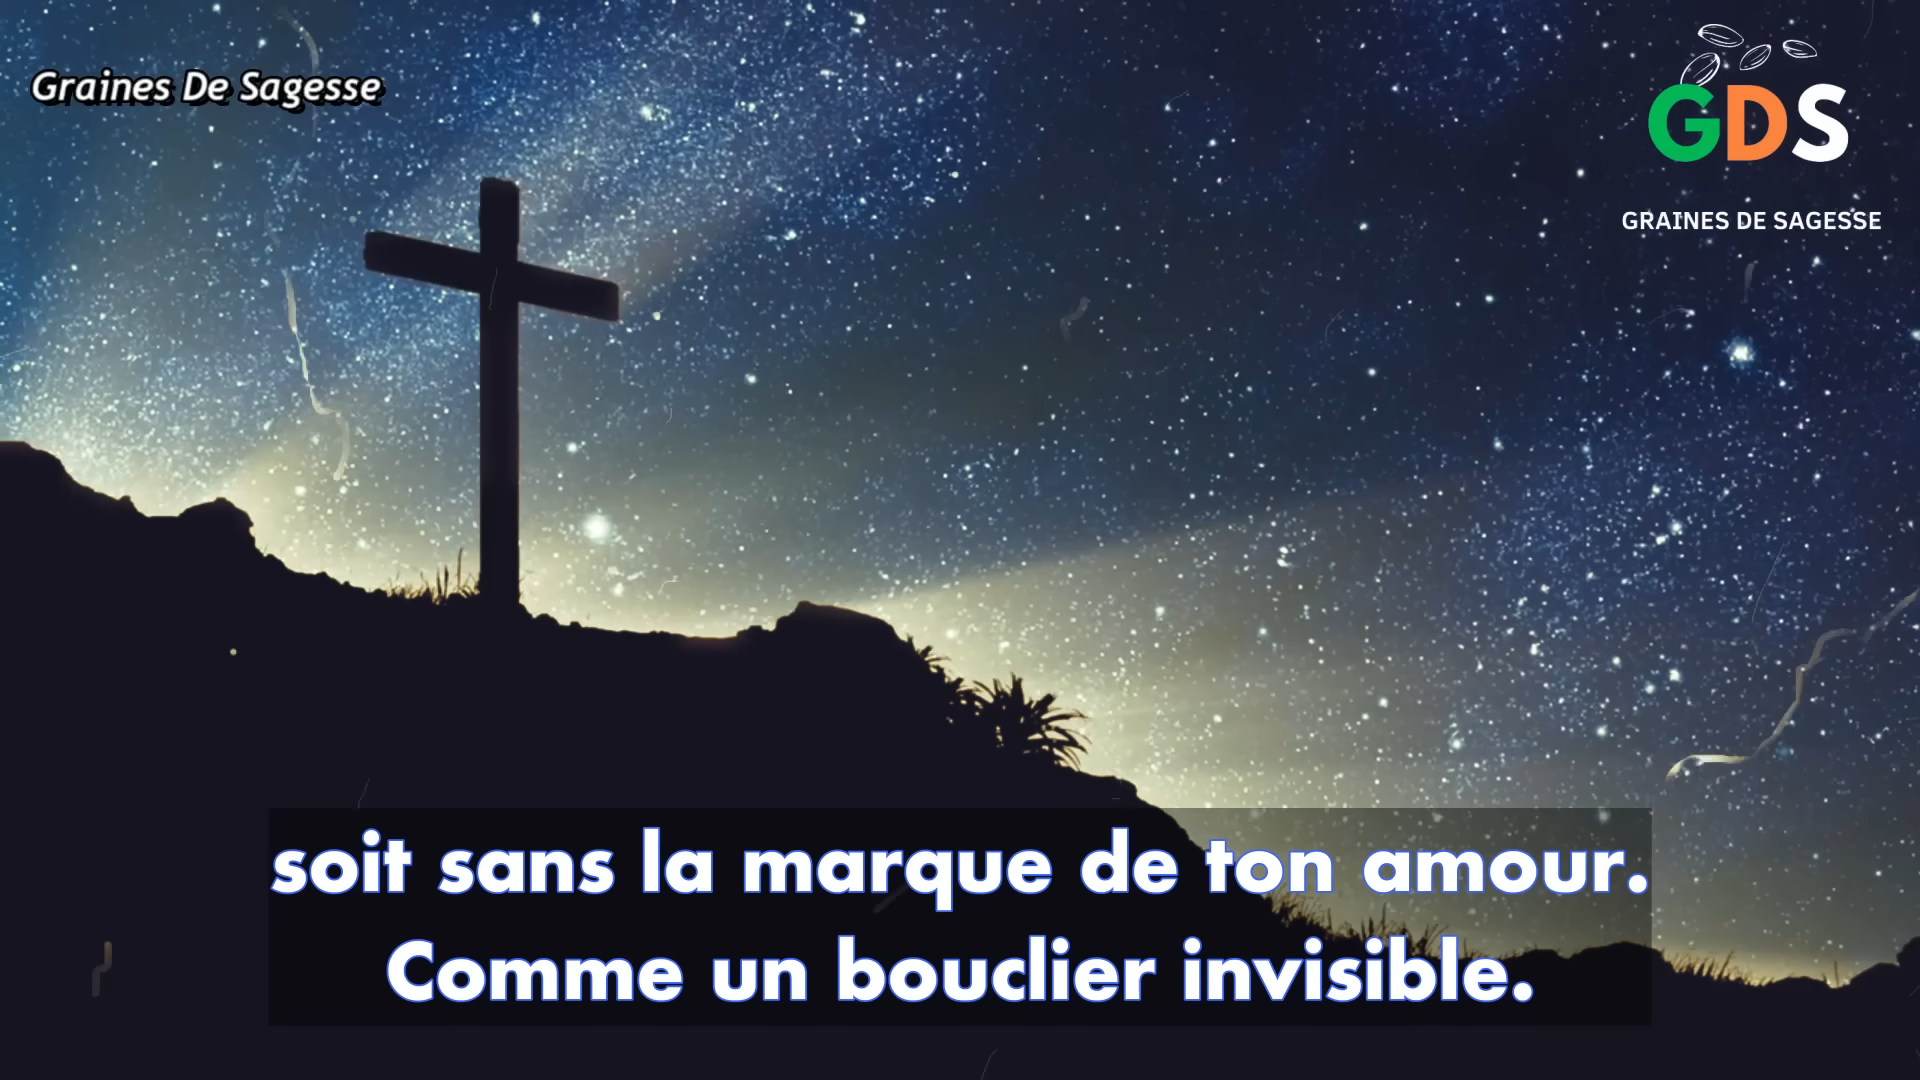 Graines De Sagesse
GDS
GRAINES DE SAGESSE
soit sans la marque de ton amour.
Comme un bouclier invisible.